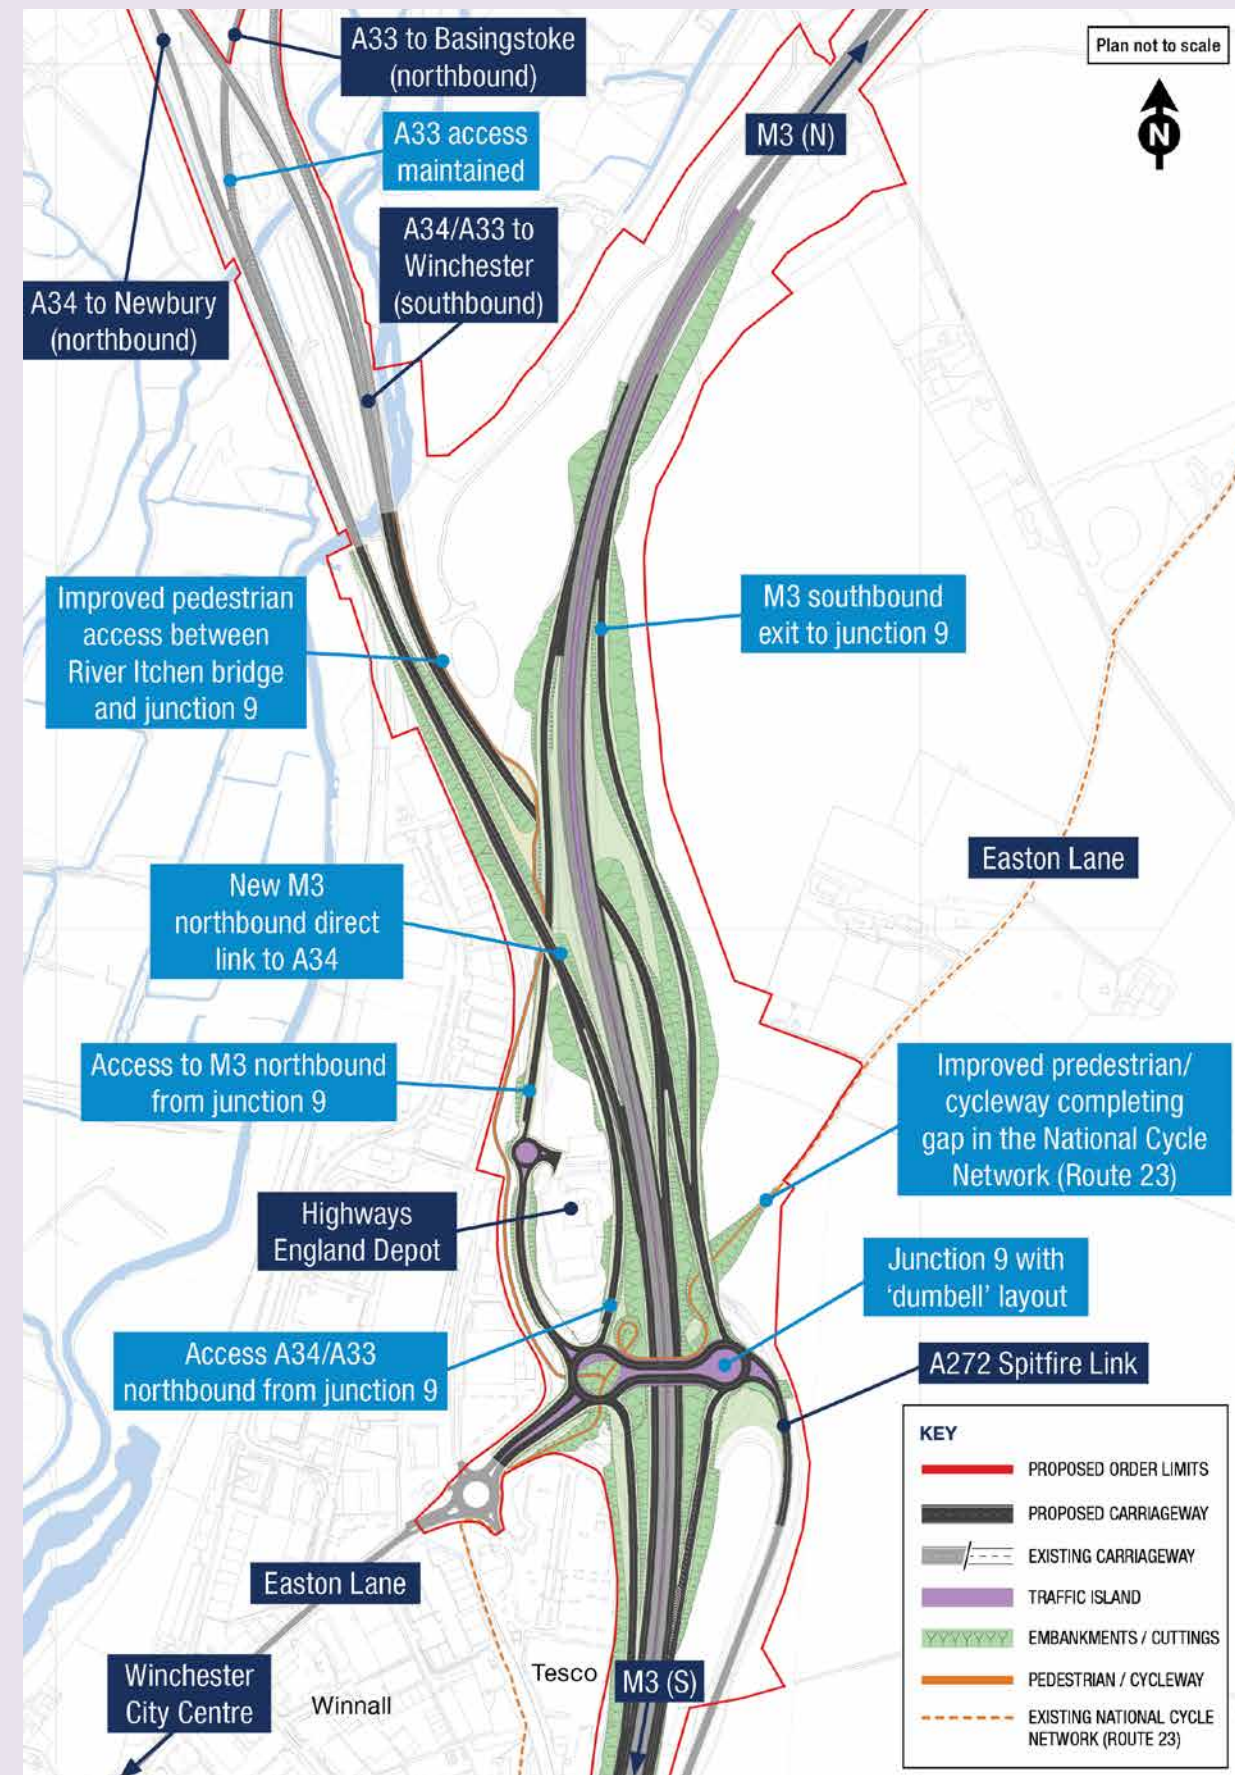 A33 to Basingstoke
(northbound)
Plan not to scale
N
M3 (N)
A33 access
maintained
A34/A33 to
Winchester
(southbound)
A34 to Newbury
(northbound)
Improved pedestrian
access between
River Itchen bridge
and junction 9
M3 southbound
exit to junction 9
Easton Lane
New M3
northbound direct
link to A34
Access to M3 northbound
from junction 9
Improved predestrian/
cycleway completing
gap in the National Cycle
Network (Route 23)
Highways
England Depot
Junction 9 with
‘dumbell’ layout
Access A34/A33
northbound from junction 9
A272 Spitfire Link
Easton Lane
Winchester
City Centre
Winnall
Tesco
M3 (S)
KEY
PROPOSED ORDER LIMITS
PROPOSED CARRIAGEWAY
EXISTING CARRIAGEWAY
TRAFFIC ISLAND
EMBANKMENTS / CUTTINGS
PEDESTRIAN / CYCLEWAY
EXISTING NATIONAL CYCLE
NETWORK (ROUTE 23)